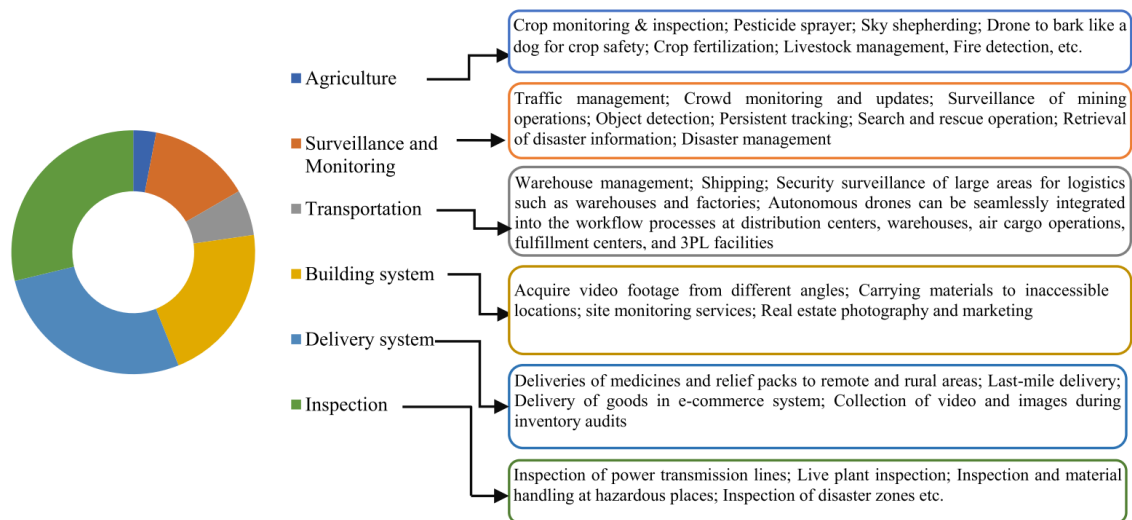 Crop monitoring & inspection; Pesticide sprayer; Sky shepherding; Drone to bark like a
dog for crop safety; Crop fertilization; Livestock management, Fire detection, etc.
Agriculture
Traffic management; Crowd monitoring and updates; Surveillance of mining
operations; Object detection; Persistent tracking; Search and rescue operation; Retrieval
of disaster information; Disaster management
Surveillance and
Monitoring
Warehouse management; Shipping; Security surveillance of large areas for logistics
such as warehouses and factories; Autonomous drones can be seamlessly integrated
into the workflow processes at distribution centers, warehouses, air cargo operations,
fulfillment centers, and 3PL facilities
Transportation
Building system
Acquire video footage from different angles; Carrying materials to inaccessible
locations; site monitoring services; Real estate photography and marketing
Delivery system
Deliveries of medicines and relief packs to remote and rural areas; Last-mile delivery;
Delivery of goods in e-commerce system; Collection of video and images during
inventory audits
Inspection
Inspection of power transmission lines; Live plant inspection; Inspection and material
handling at hazardous places; Inspection of disaster zones etc.